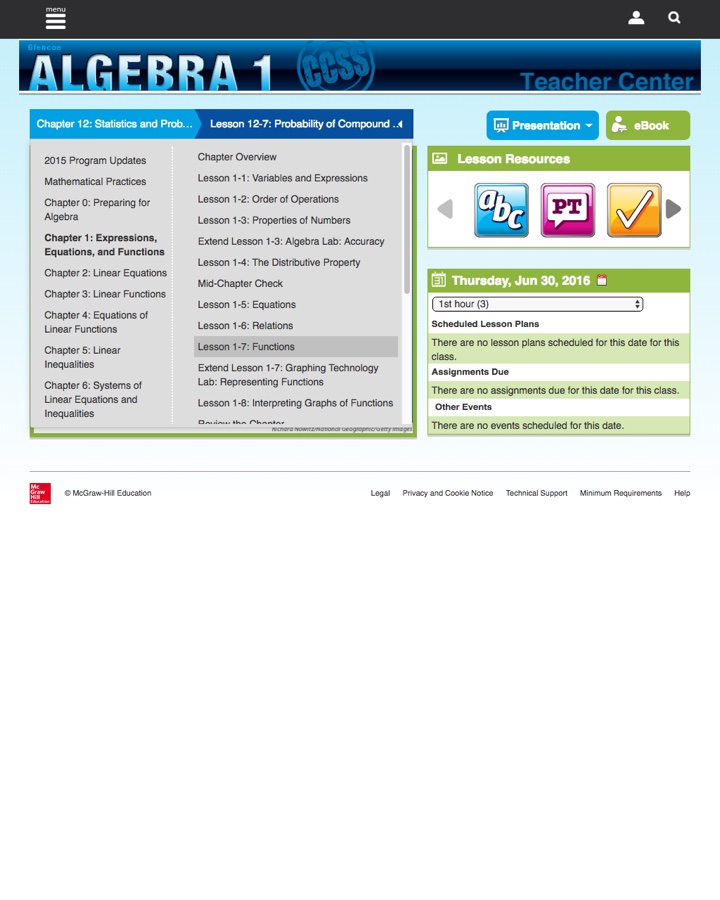 menu
Glencoe
ALGEBRA 1
CCSS
Teacher Center
Chapter 12: Statistics and Prob...
Lesson 12-7: Probability of Compound ..
Presentation
eBook
2015 Program Updates
Mathematical Practices
Chapter 0: Preparing for
Algebra
Chapter 1: Expressions,
Equations, and Functions
Chapter 2: Linear Equations
Chapter 3: Linear Functions
Chapter 4: Equations of
Linear Functions
Chapter 5: Linear
Inequalities
Chapter 6: Systems of
Linear Equations and
Inequalities
Chapter Overview
Lesson 1-1: Variables and Expressions
Lesson 1-2: Order of Operations
Lesson 1-3: Properties of Numbers
Extend Lesson 1-3: Algebra Lab: Accuracy
Lesson 1-4: The Distributive Property
Mid-Chapter Check
Lesson 1-5: Equations
Lesson 1-6: Relations
Lesson 1-7: Functions
Extend Lesson 1-7: Graphing Technology
Lab: Representing Functions
Lesson 1-8: Interpreting Graphs of Functions
Review the Chapter
Richard Nowitz/National Geographic/Getty Images
Lesson Resources
abc
PT
Thursday, Jun 30, 2016
1st hour (3)
Scheduled Lesson Plans
There are no lesson plans scheduled for this date for this
class.
Assignments Due
There are no assignments due for this date for this class.
Other Events
There are no events scheduled for this date.
Mc
Graw
Hill
Education
© McGraw-Hill Education
Legal
Privacy and Cookie Notice
Technical Support
Minimum Requirements
Help